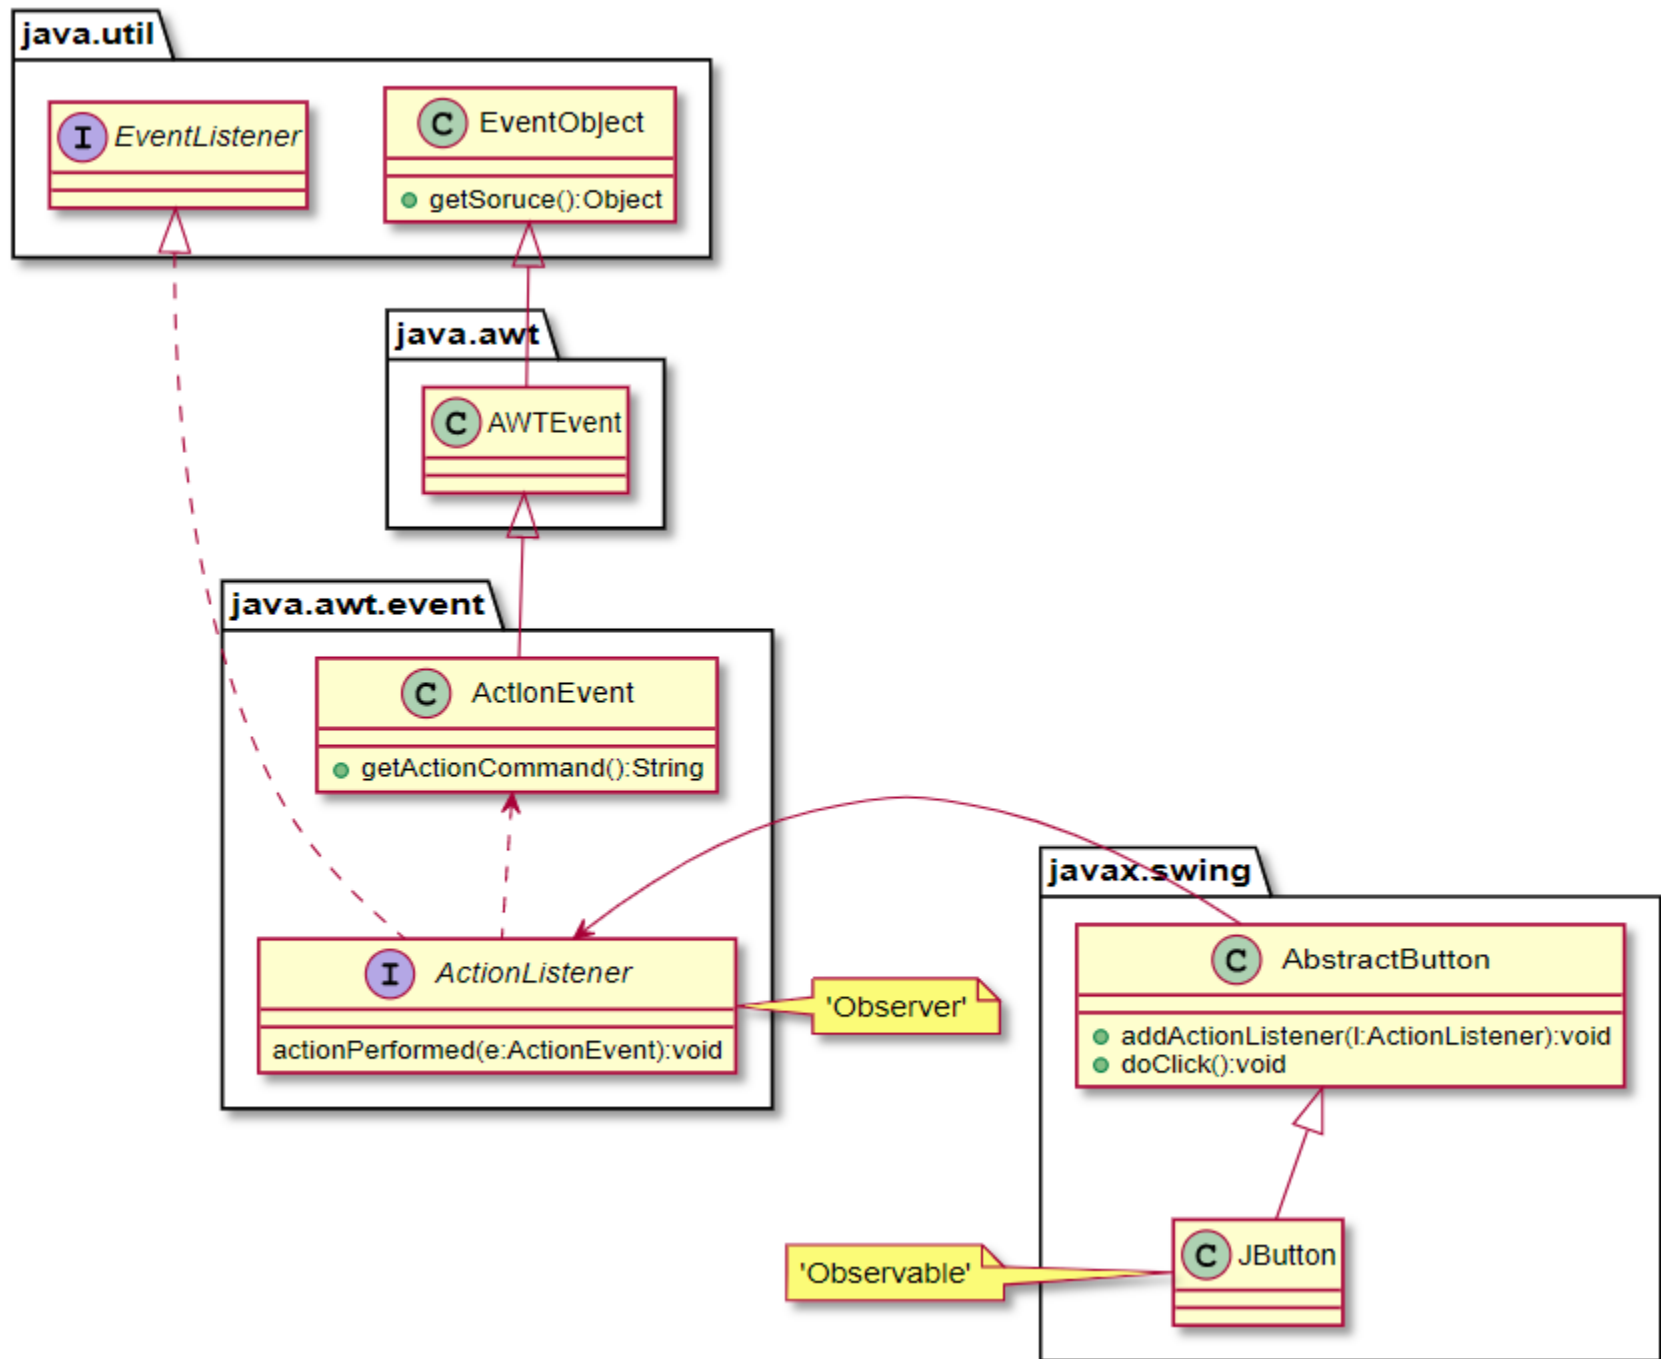 java.util
I EventListener
C EventObject
getSoruce():Object
java.awt
C AWTEvent
java.awt.event
C ActionEvent
getActionCommand():String
I ActionListener
actionPerformed(e:ActionEvent):void
'Observer'
javax.swing
C AbstractButton
addActionListener(l:ActionListener):void
doClick():void
'Observable'
C JButton